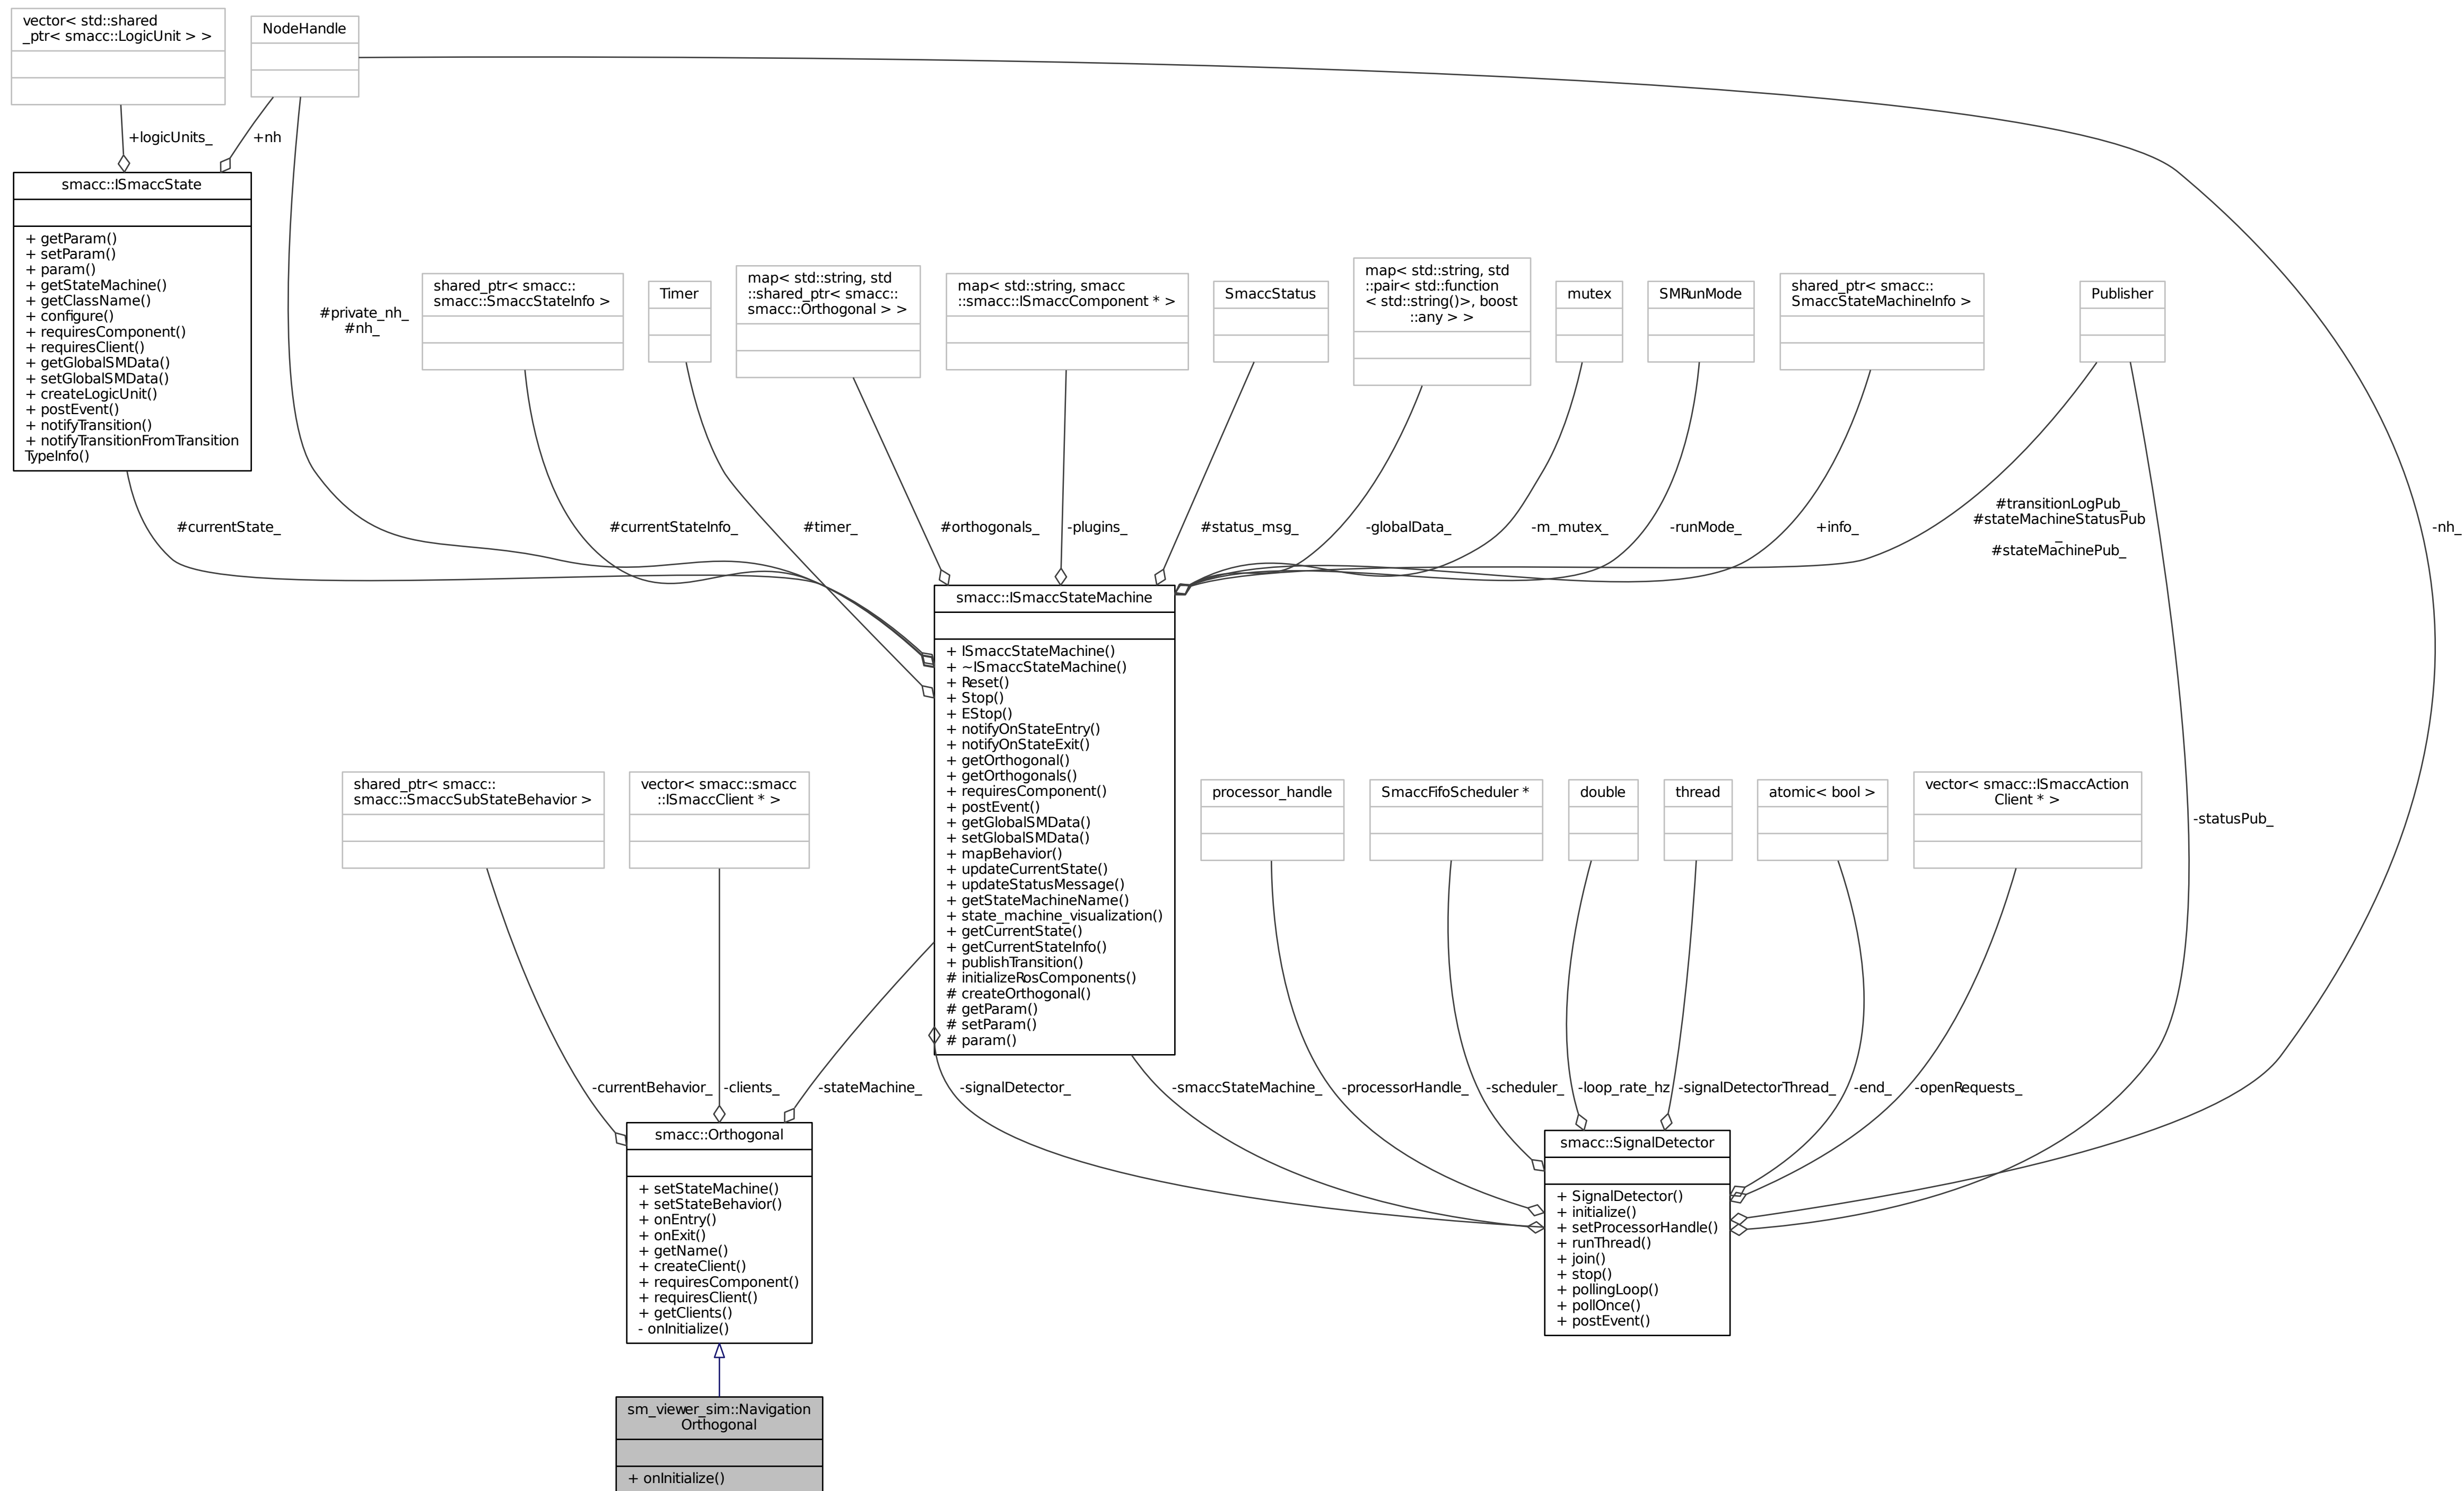 vector< std::shared
_ptr< smacc::LogicUnit > >
NodeHandle
+logicUnits_
+nh
smacc::ISmaccState
+ getParam()
+ setParam()
+ param()
+ getStateMachine()
+ getClassName()
+ configure()
+ requiresComponent()
+ requiresClient()
+ getGlobalSMData()
+ setGlobalSMData()
+ createLogicUnit()
+ postEvent()
+ notifyTransition()
+ notifyTransitionFromTransition
TypeInfo()
#private_nh_
#nh_
shared_ptr< smacc::
smacc::SmaccStateInfo >
Timer
map< std::string, std
::shared_ptr< smacc::
smacc::Orthogonal > >
map< std::string, smacc
::smacc::ISmaccComponent * >
SmaccStatus
map< std::string, std
::pair< std::function
< std::string()>, boost
::any > >
mutex
SMRunMode
shared_ptr< smacc::
SmaccStateMachineInfo >
Publisher
#currentState_
#currentStateInfo_
#timer_
#orthogonals_
-plugins_
#status_msg_
-globalData_
-m_mutex_
-runMode_
+info_
#transitionLogPub_
#stateMachineStatusPub
_
#stateMachinePub_
-nh_
smacc::ISmaccStateMachine
+ ISmaccStateMachine()
+ ~ISmaccStateMachine()
+ Reset()
+ Stop()
+ EStop()
+ notifyOnStateEntry()
+ notifyOnStateExit()
+ getOrthogonal()
+ getOrthogonals()
+ requiresComponent()
+ postEvent()
+ getGlobalSMData()
+ setGlobalSMData()
+ mapBehavior()
+ updateCurrentState()
+ updateStatusMessage()
+ getStateMachineName()
+ state_machine_visualization()
+ getCurrentState()
+ getCurrentStateInfo()
+ publishTransition()
# initializeRosComponents()
# createOrthogonal()
# getParam()
# setParam()
# param()
shared_ptr< smacc::
smacc::SmaccSubStateBehavior >
vector< smacc::smacc
::ISmaccClient * >
processor_handle
SmaccFifoScheduler *
double
thread
atomic< bool >
vector< smacc::ISmaccAction
Client * >
-statusPub_
-currentBehavior_
-clients_
-stateMachine_
-signalDetector_
-smaccStateMachine_
-processorHandle_
-scheduler_
-loop_rate_hz
-signalDetectorThread_
-end_
-openRequests_
smacc::Orthogonal
+ setStateMachine()
+ setStateBehavior()
+ onEntry()
+ onExit()
+ getName()
+ createClient()
+ requiresComponent()
+ requiresClient()
+ getClients()
- onInitialize()
smacc::SignalDetector
+ SignalDetector()
+ initialize()
+ setProcessorHandle()
+ runThread()
+ join()
+ stop()
+ pollingLoop()
+ pollOnce()
+ postEvent()
sm_viewer_sim::Navigation
Orthogonal
+ onInitialize()